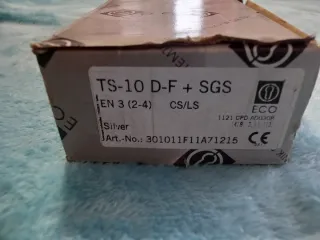 TS-10 D-F + SGS
EN 3 (2-4) CS/LS
ECO
Silver
Art.-No.: 301011F11A71215
CE